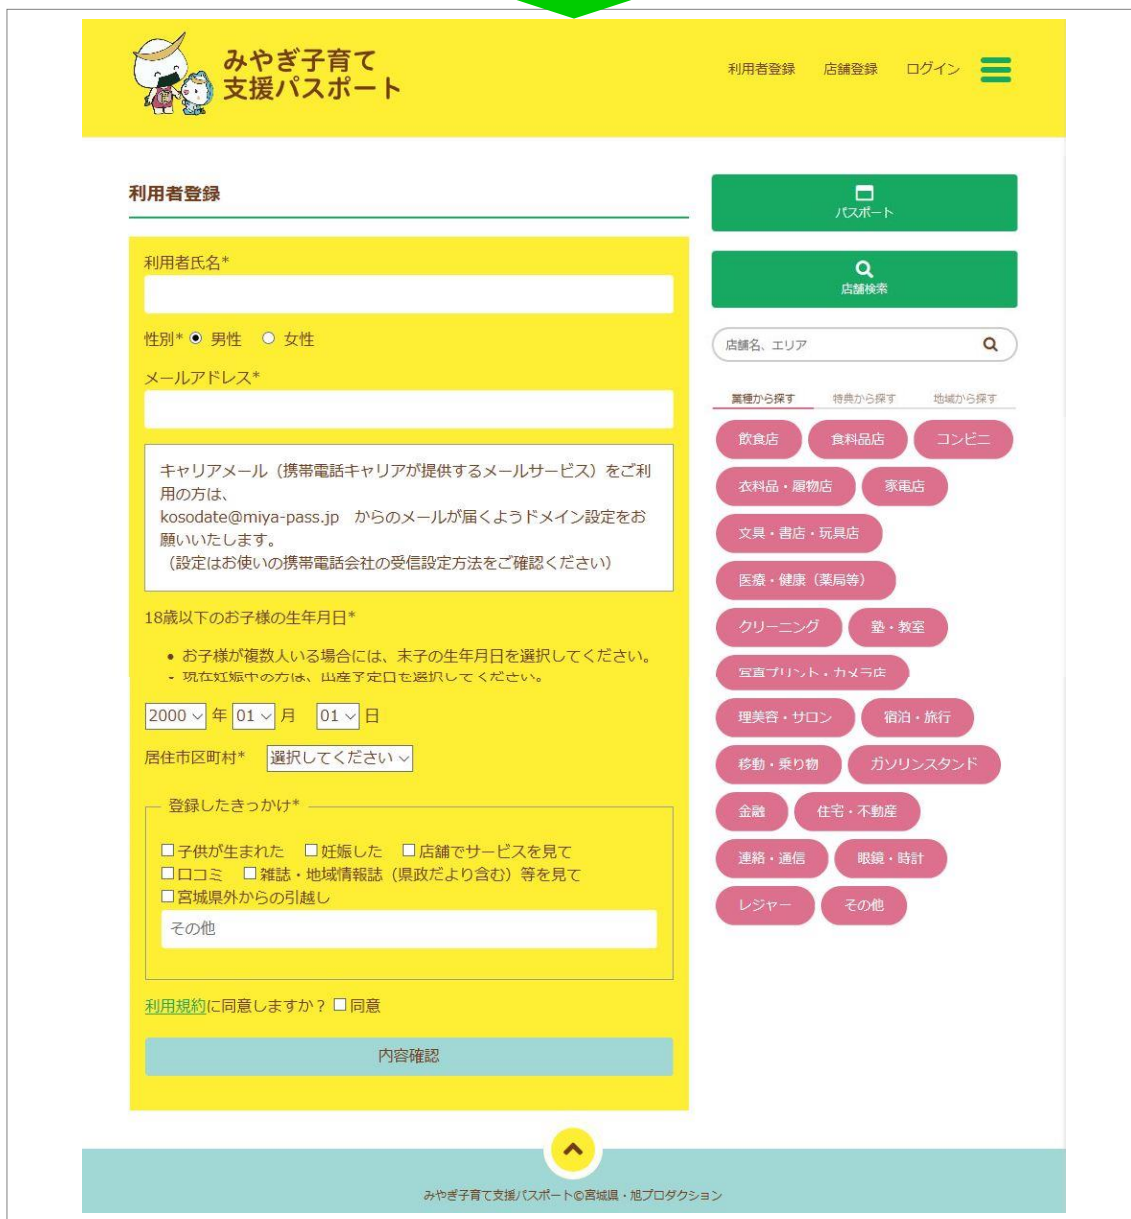 みやぎ子育て
支援パスポート
利用者登録 店舗登録 ログイン
利用者登録
利用者氏名*
性別* 男性 女性
メールアドレス*
キャリアメール（携帯電話キャリアが提供するメールサービス）をご利
用の方は、
kosodate@miya-pass.jp からのメールが届くようドメイン設定をお
願いいたします。
（設定はお使いの携帯電話会社の受信設定方法をご確認ください）
18歳以下のお子様の生年月日*
• お子様が複数人いる場合には、末子の生年月日を選択してください。
• 現在妊娠中の方は、出産予定日を選択してください。
2000 年 01 月 01 日
居住市区町村* 選択してください
登録したきっかけ*
子供が生まれた 妊娠した 店舗でサービスを見て
口コミ 雑誌・地域情報誌（県政だより含む）等を見て
宮城県外からの引越し
その他
利用規約に同意しますか？ 同意
内容確認
パスポート
店舗検索
店舗名、エリア
業種から探す 特典から探す 地域から探す
飲食店 食料品店 コンビニ
衣料品・履物店 家電店
文具・書店・玩具店
医療・健康（薬局等）
クリーニング 塾・教室
写真プリント・カメラ店
理美容・サロン 宿泊・旅行
移動・乗り物 ガソリンスタンド
金融 住宅・不動産
連絡・通信 眼鏡・時計
レジャー その他
みやぎ子育て支援パスポート©宮城県・旭プロダクション